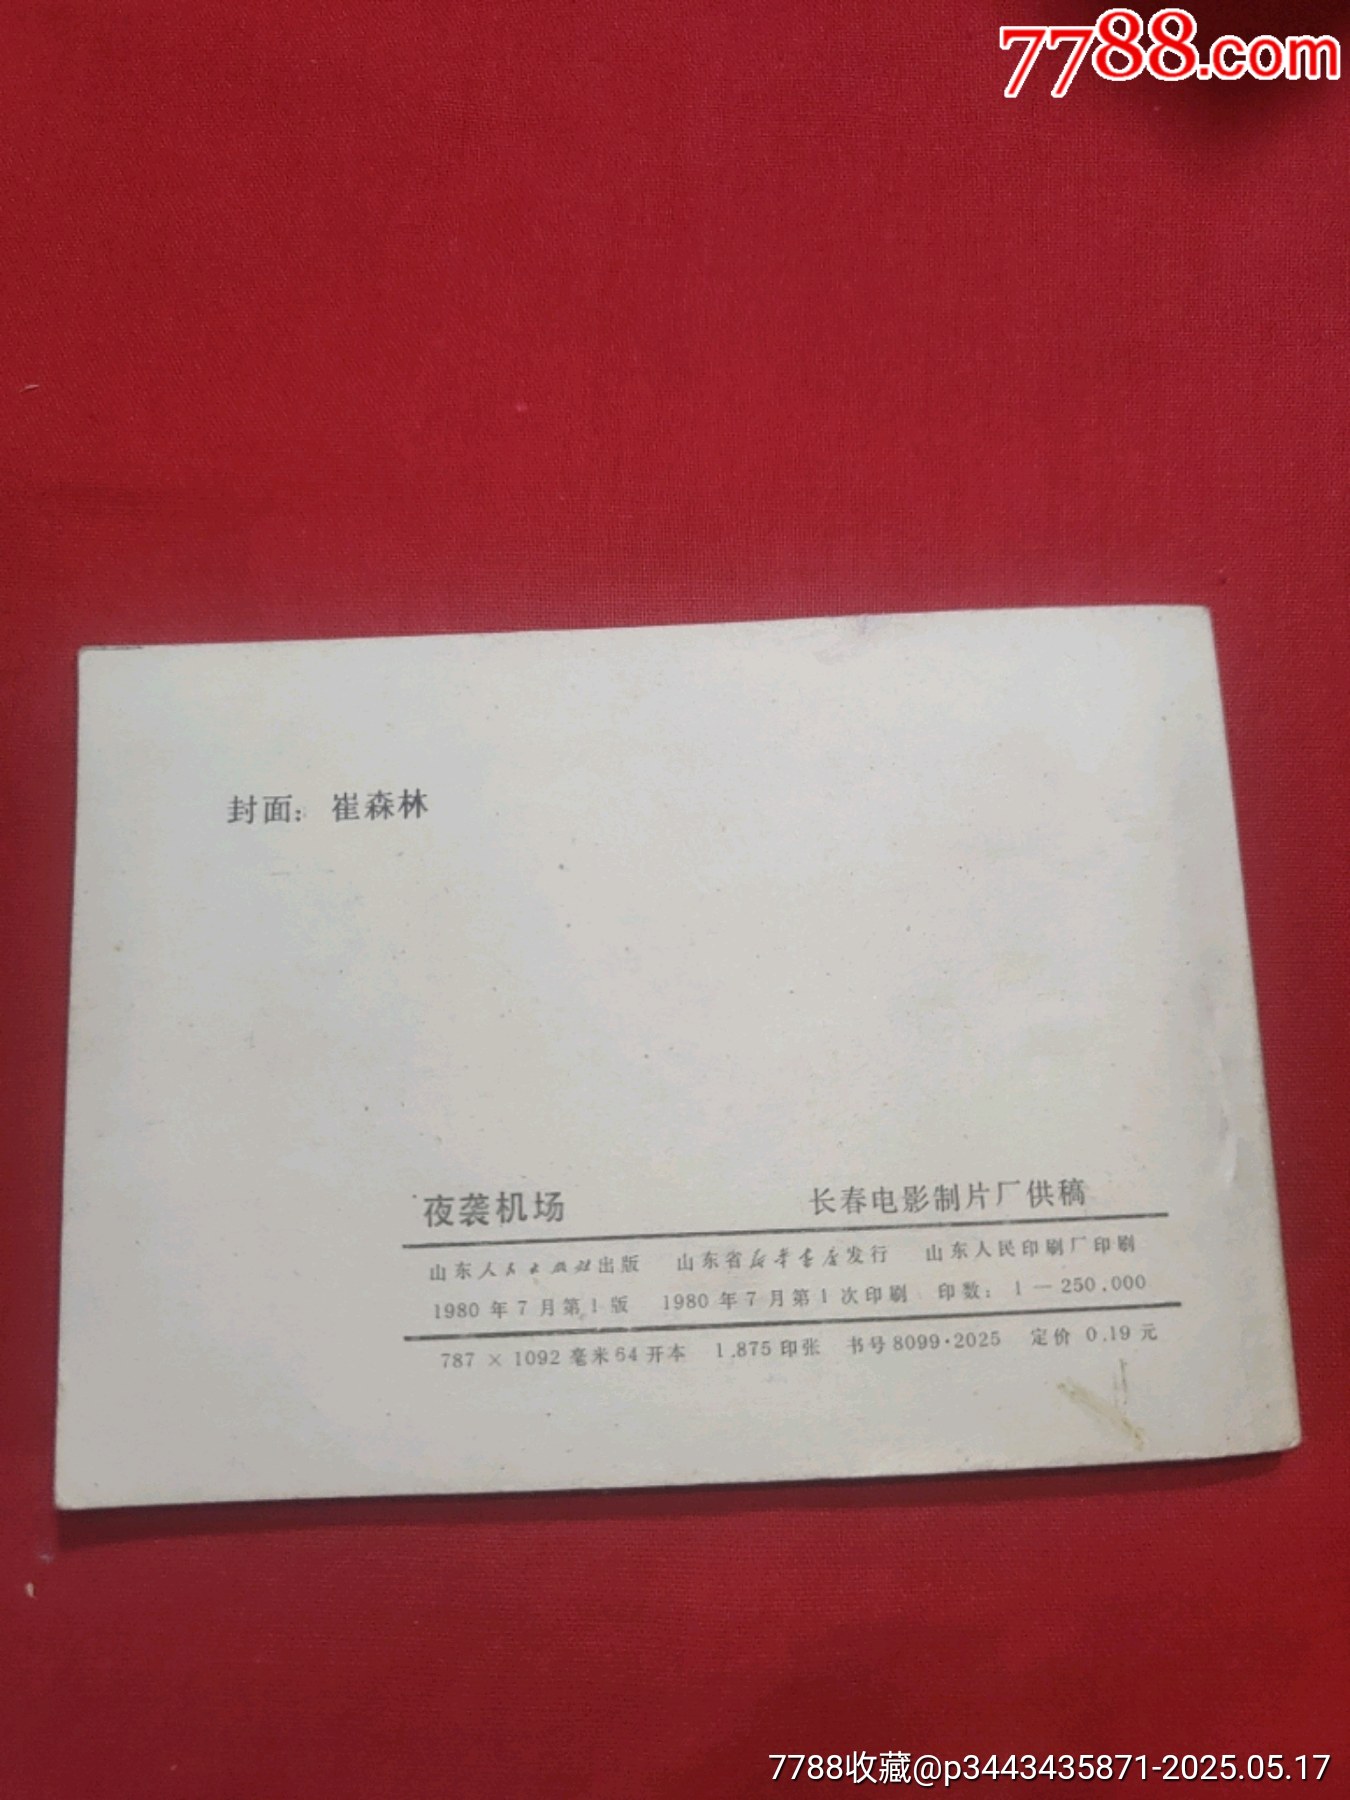 7788.com
封面：崔森林
夜袭机场 长春电影制片厂供稿
山东人民出版社出版 山东省新华书店发行 山东人民印刷厂印刷
1980年7月第1版 1980年7月第1次印刷 印数：1—250,000
787×1092毫米64开本 1.875印张 书号8099·2025 定价 0.19元
7788收藏@p3443435871-2025.05.17